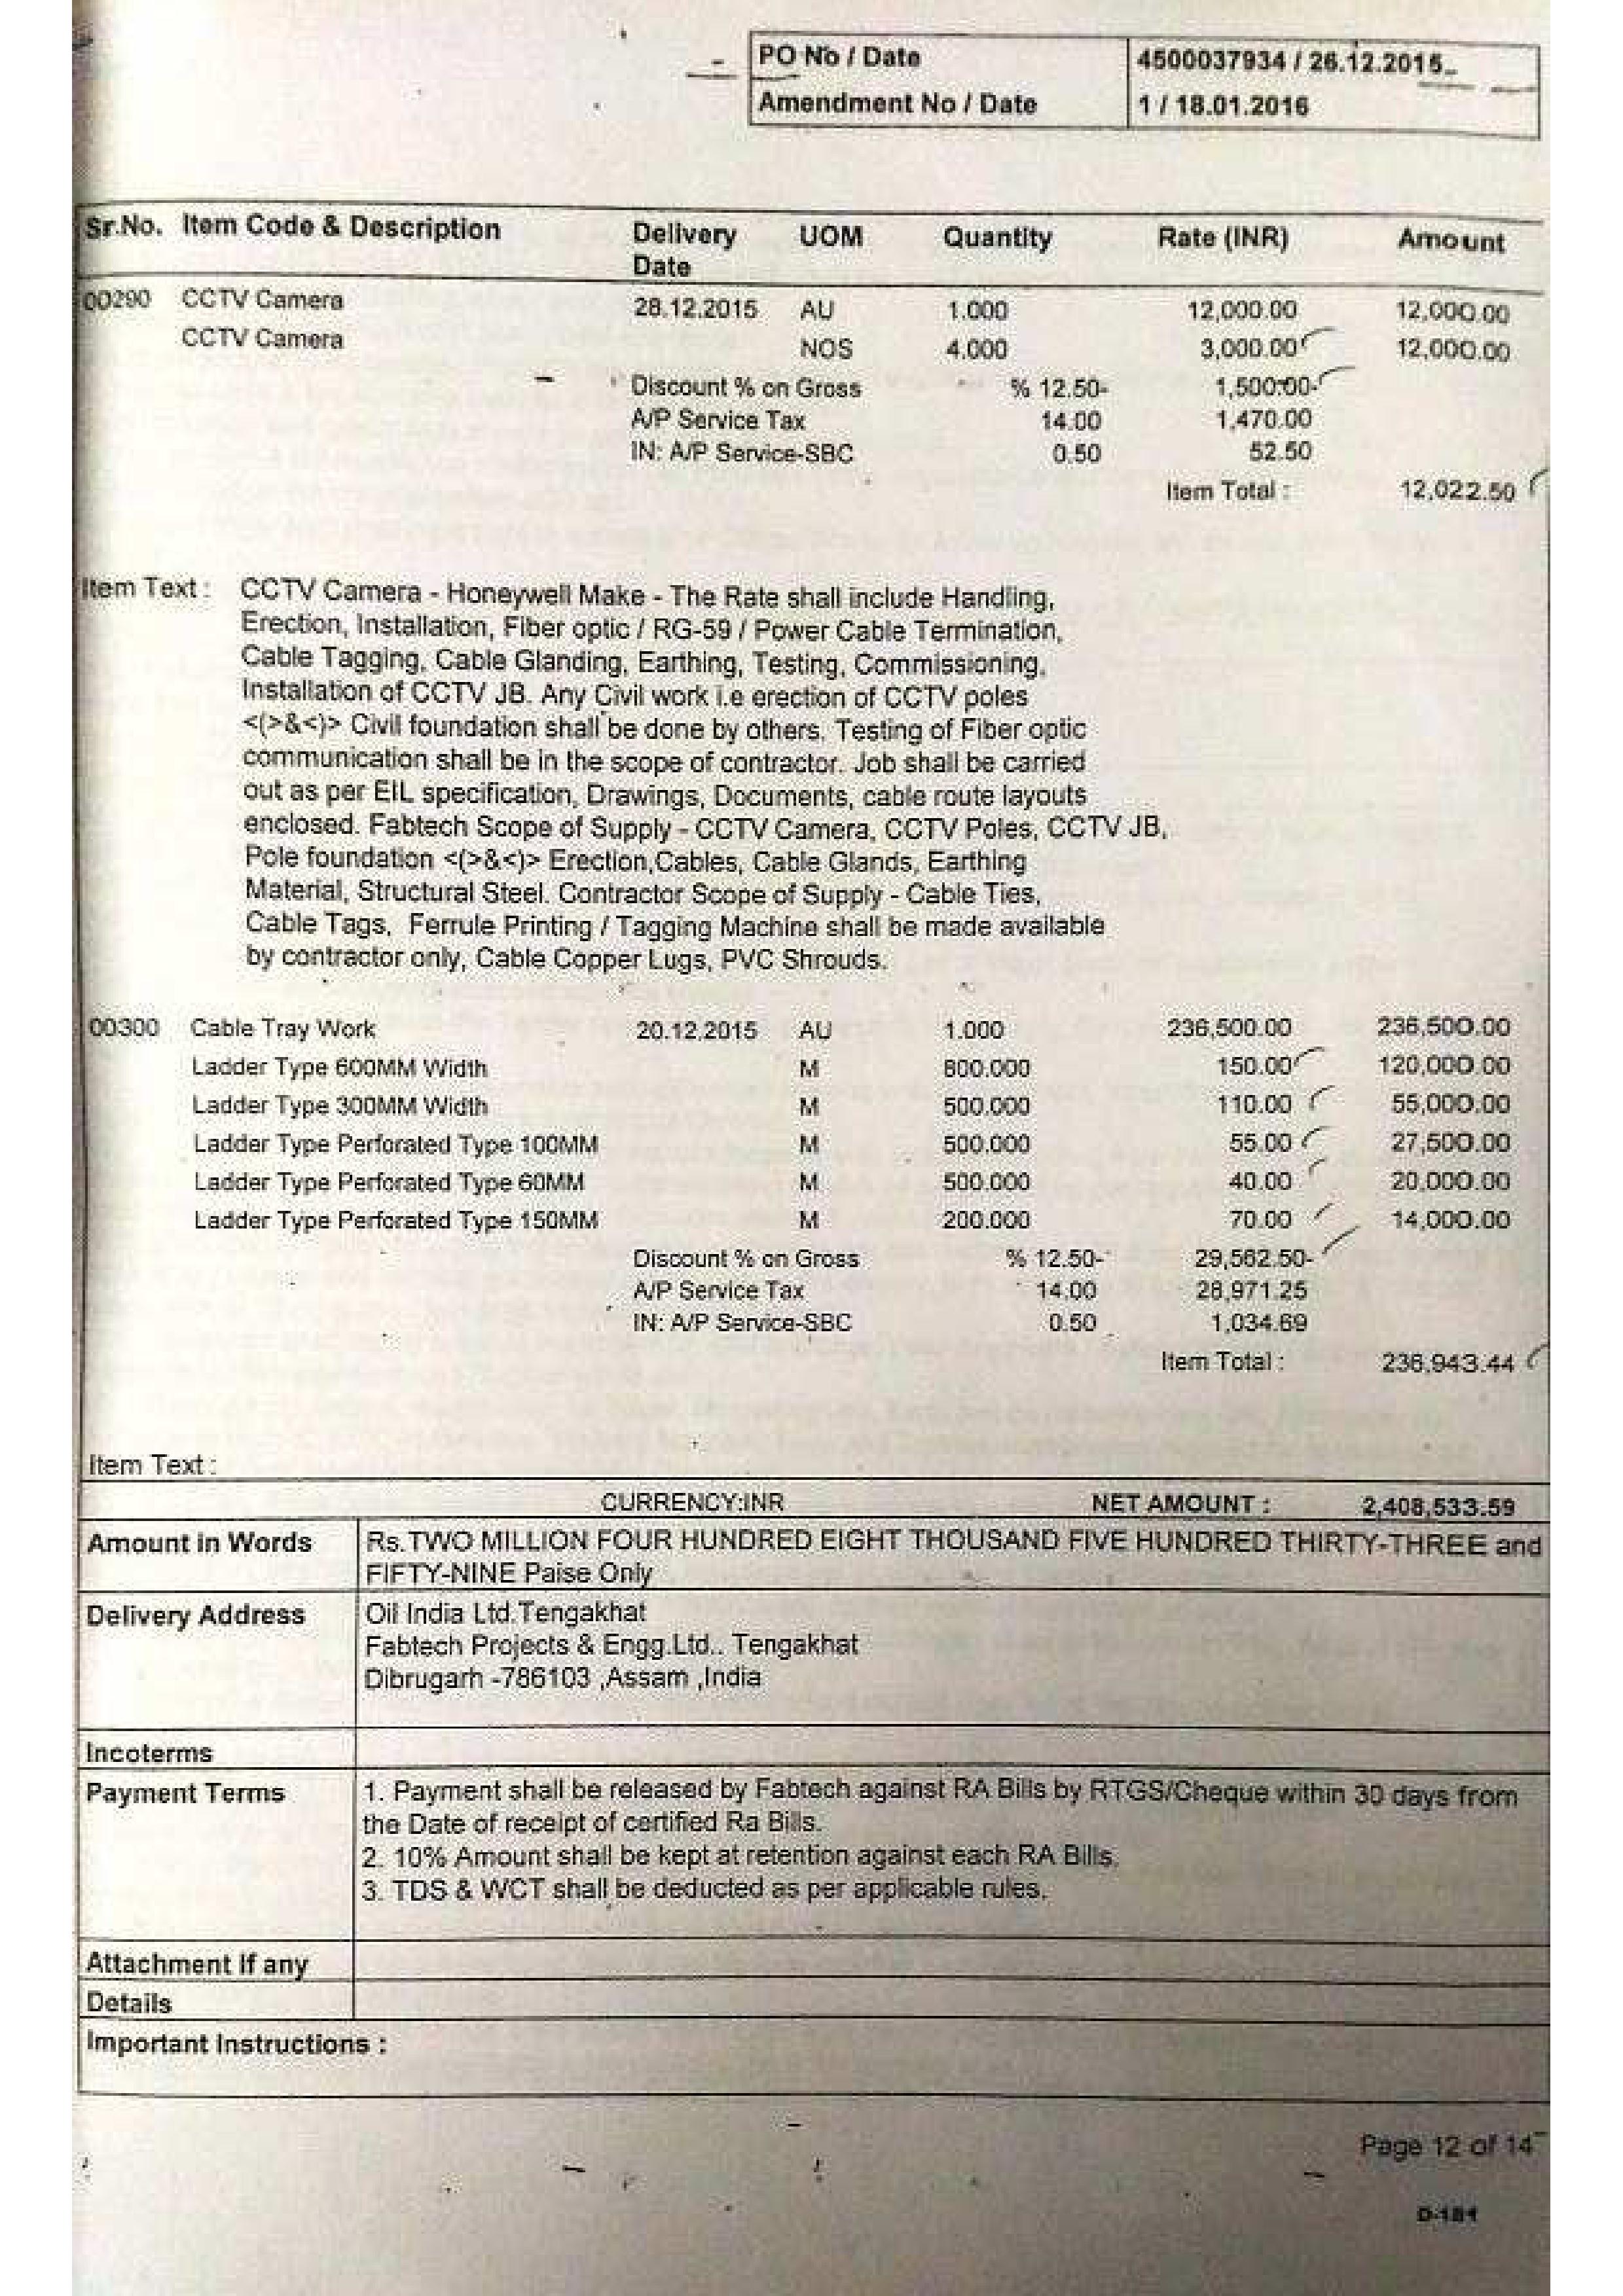 PO No / Date 4500037934 / 26.12.2015
Amendment No / Date 1 / 18.01.2016
Sr.No. Item Code & Description Delivery Date UOM Quantity Rate (INR) Amount
00290 CCTV Camera 28.12.2015 AU 1.000 12,000.00 12,000.00
CCTV Camera NOS 4.000 3,000.00 12,000.00
Discount % on Gross % 12.50- 1,500.00-
A/P Service Tax 14.00 1,470.00
IN: A/P Service-SBC 0.50 52.50
Item Total : 12,022.50
Item Text : CCTV Camera - Honeywell Make - The Rate shall include Handling,
Erection, Installation, Fiber optic / RG-59 / Power Cable Termination,
Cable Tagging, Cable Glanding, Earthing, Testing, Commissioning,
Installation of CCTV JB. Any Civil work i.e erection of CCTV poles
<(>&<)> Civil foundation shall be done by others. Testing of Fiber optic
communication shall be in the scope of contractor. Job shall be carried
out as per EIL specification, Drawings, Documents, cable route layouts
enclosed. Fabtech Scope of Supply - CCTV Camera, CCTV Poles, CCTV JB,
Pole foundation <(>&<)> Erection,Cables, Cable Glands, Earthing
Material, Structural Steel. Contractor Scope of Supply - Cable Ties,
Cable Tags, Ferrule Printing / Tagging Machine shall be made available
by contractor only, Cable Copper Lugs, PVC Shrouds.
00300 Cable Tray Work 20.12.2015 AU 1.000 236,500.00 236,500.00
Ladder Type 600MM Width M 800.000 150.00 120,000.00
Ladder Type 300MM Width M 500.000 110.00 55,000.00
Ladder Type Perforated Type 100MM M 500.000 55.00 27,500.00
Ladder Type Perforated Type 60MM M 500.000 40.00 20,000.00
Ladder Type Perforated Type 150MM M 200.000 70.00 14,000.00
Discount % on Gross % 12.50- 29,562.50-
A/P Service Tax 14.00 28,971.25
IN: A/P Service-SBC 0.50 1,034.69
Item Total : 236,943.44
Item Text :
CURRENCY:INR NET AMOUNT : 2,408,533.59
Amount in Words Rs.TWO MILLION FOUR HUNDRED EIGHT THOUSAND FIVE HUNDRED THIRTY-THREE and
FIFTY-NINE Paise Only
Delivery Address Oil India Ltd.Tengakhat
Fabtech Projects & Engg.Ltd.. Tengakhat
Dibrugarh -786103 ,Assam ,India
Incoterms
Payment Terms 1. Payment shall be released by Fabtech against RA Bills by RTGS/Cheque within 30 days from
the Date of receipt of certified Ra Bills.
2. 10% Amount shall be kept at retention against each RA Bills.
3. TDS & WCT shall be deducted as per applicable rules.
Attachment If any
Details
Important Instructions :
Page 12 of 14
D-181